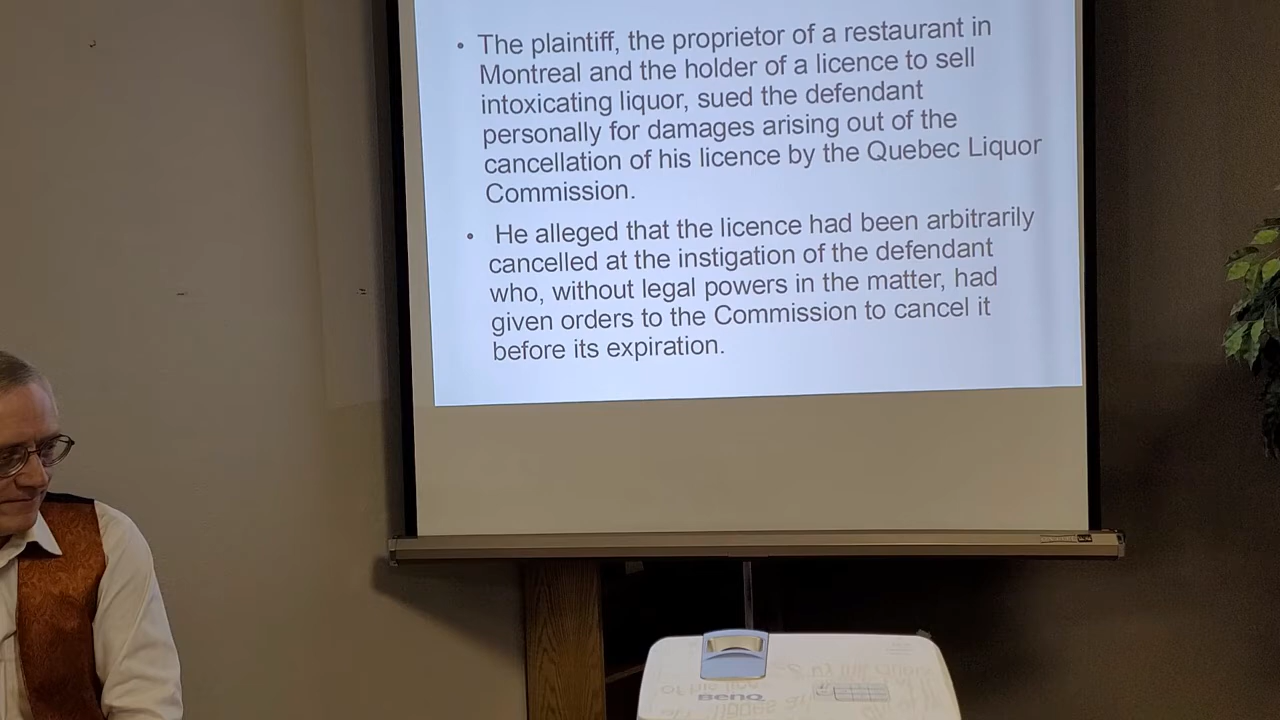 • The plaintiff, the proprietor of a restaurant in
Montreal and the holder of a licence to sell
intoxicating liquor, sued the defendant
personally for damages arising out of the
cancellation of his licence by the Quebec Liquor
Commission.
• He alleged that the licence had been arbitrarily
cancelled at the instigation of the defendant
who, without legal powers in the matter, had
given orders to the Commission to cancel it
before its expiration.
BenQ